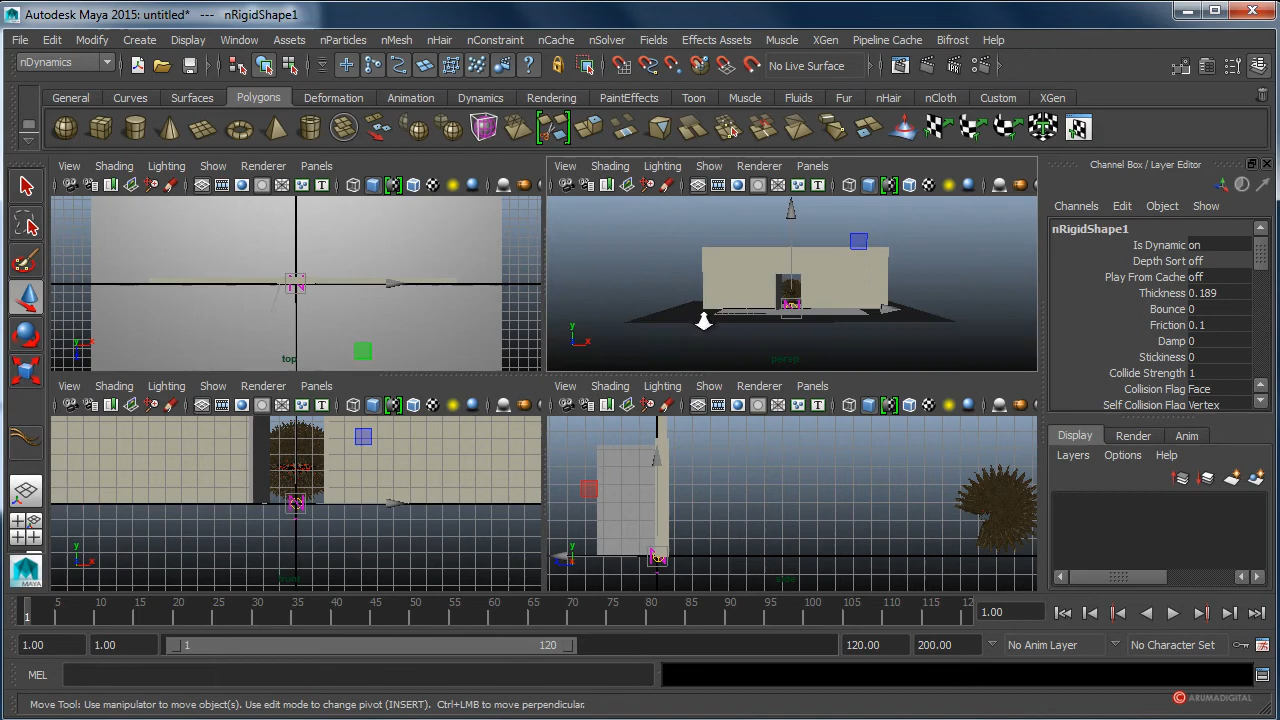 Autodesk Maya 2015: untitled* --- nRigidShape1
File Edit Modify Create Display Window Assets nParticles nMesh nHair nConstraint nCache nSolver Fields Effects Assets Muscle XGen Pipeline Cache Bifrost Help
nDynamics
No Live Surface
General Curves Surfaces Polygons Deformation Animation Dynamics Rendering PaintEffects Toon Muscle Fluids Fur nHair nCloth Custom XGen
View Shading Lighting Show Renderer Panels
View Shading Lighting Show Renderer Panels
top
persp
View Shading Lighting Show Renderer Panels
View Shading Lighting Show Renderer Panels
front
side
Channel Box / Layer Editor
Channels Edit Object Show
nRigidShape1
Is Dynamic on
Depth Sort off
Play From Cache off
Thickness 0.189
Bounce 0
Friction 0.1
Damp 0
Stickiness 0
Collide Strength 1
Collision Flag Face
Self Collision Flag Vertex
Display Render Anim
Layers Options Help
MAYA
1 5 10 15 20 25 30 35 40 45 50 55 60 65 70 75 80 85 90 95 100 105 110 115 12
1.00
1.00 1.00 1 120 120.00 200.00 No Anim Layer No Character Set
MEL
Move Tool: Use manipulator to move object(s). Use edit mode to change pivot (INSERT). Ctrl+LMB to move perpendicular.
© ARUMADIGITAL